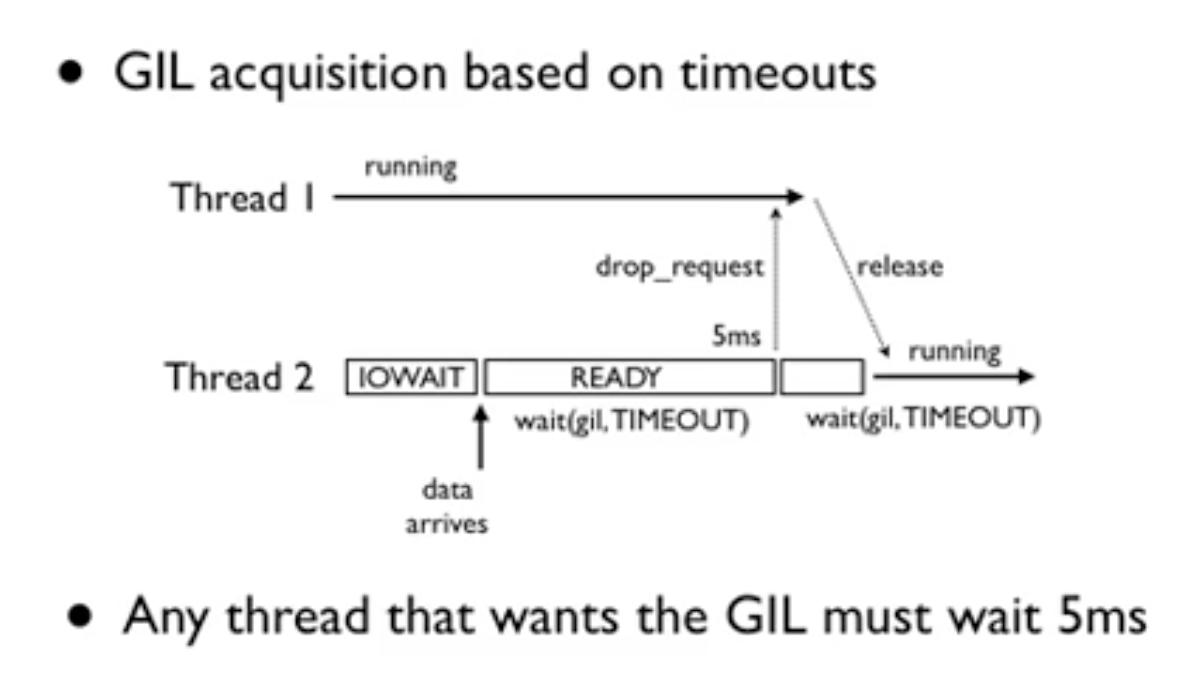 • GIL acquisition based on timeouts
running
Thread 1
drop_request
release
5ms
running
Thread 2
IOWAIT
READY
wait(gil,TIMEOUT)
wait(gil,TIMEOUT)
data
arrives
• Any thread that wants the GIL must wait 5ms